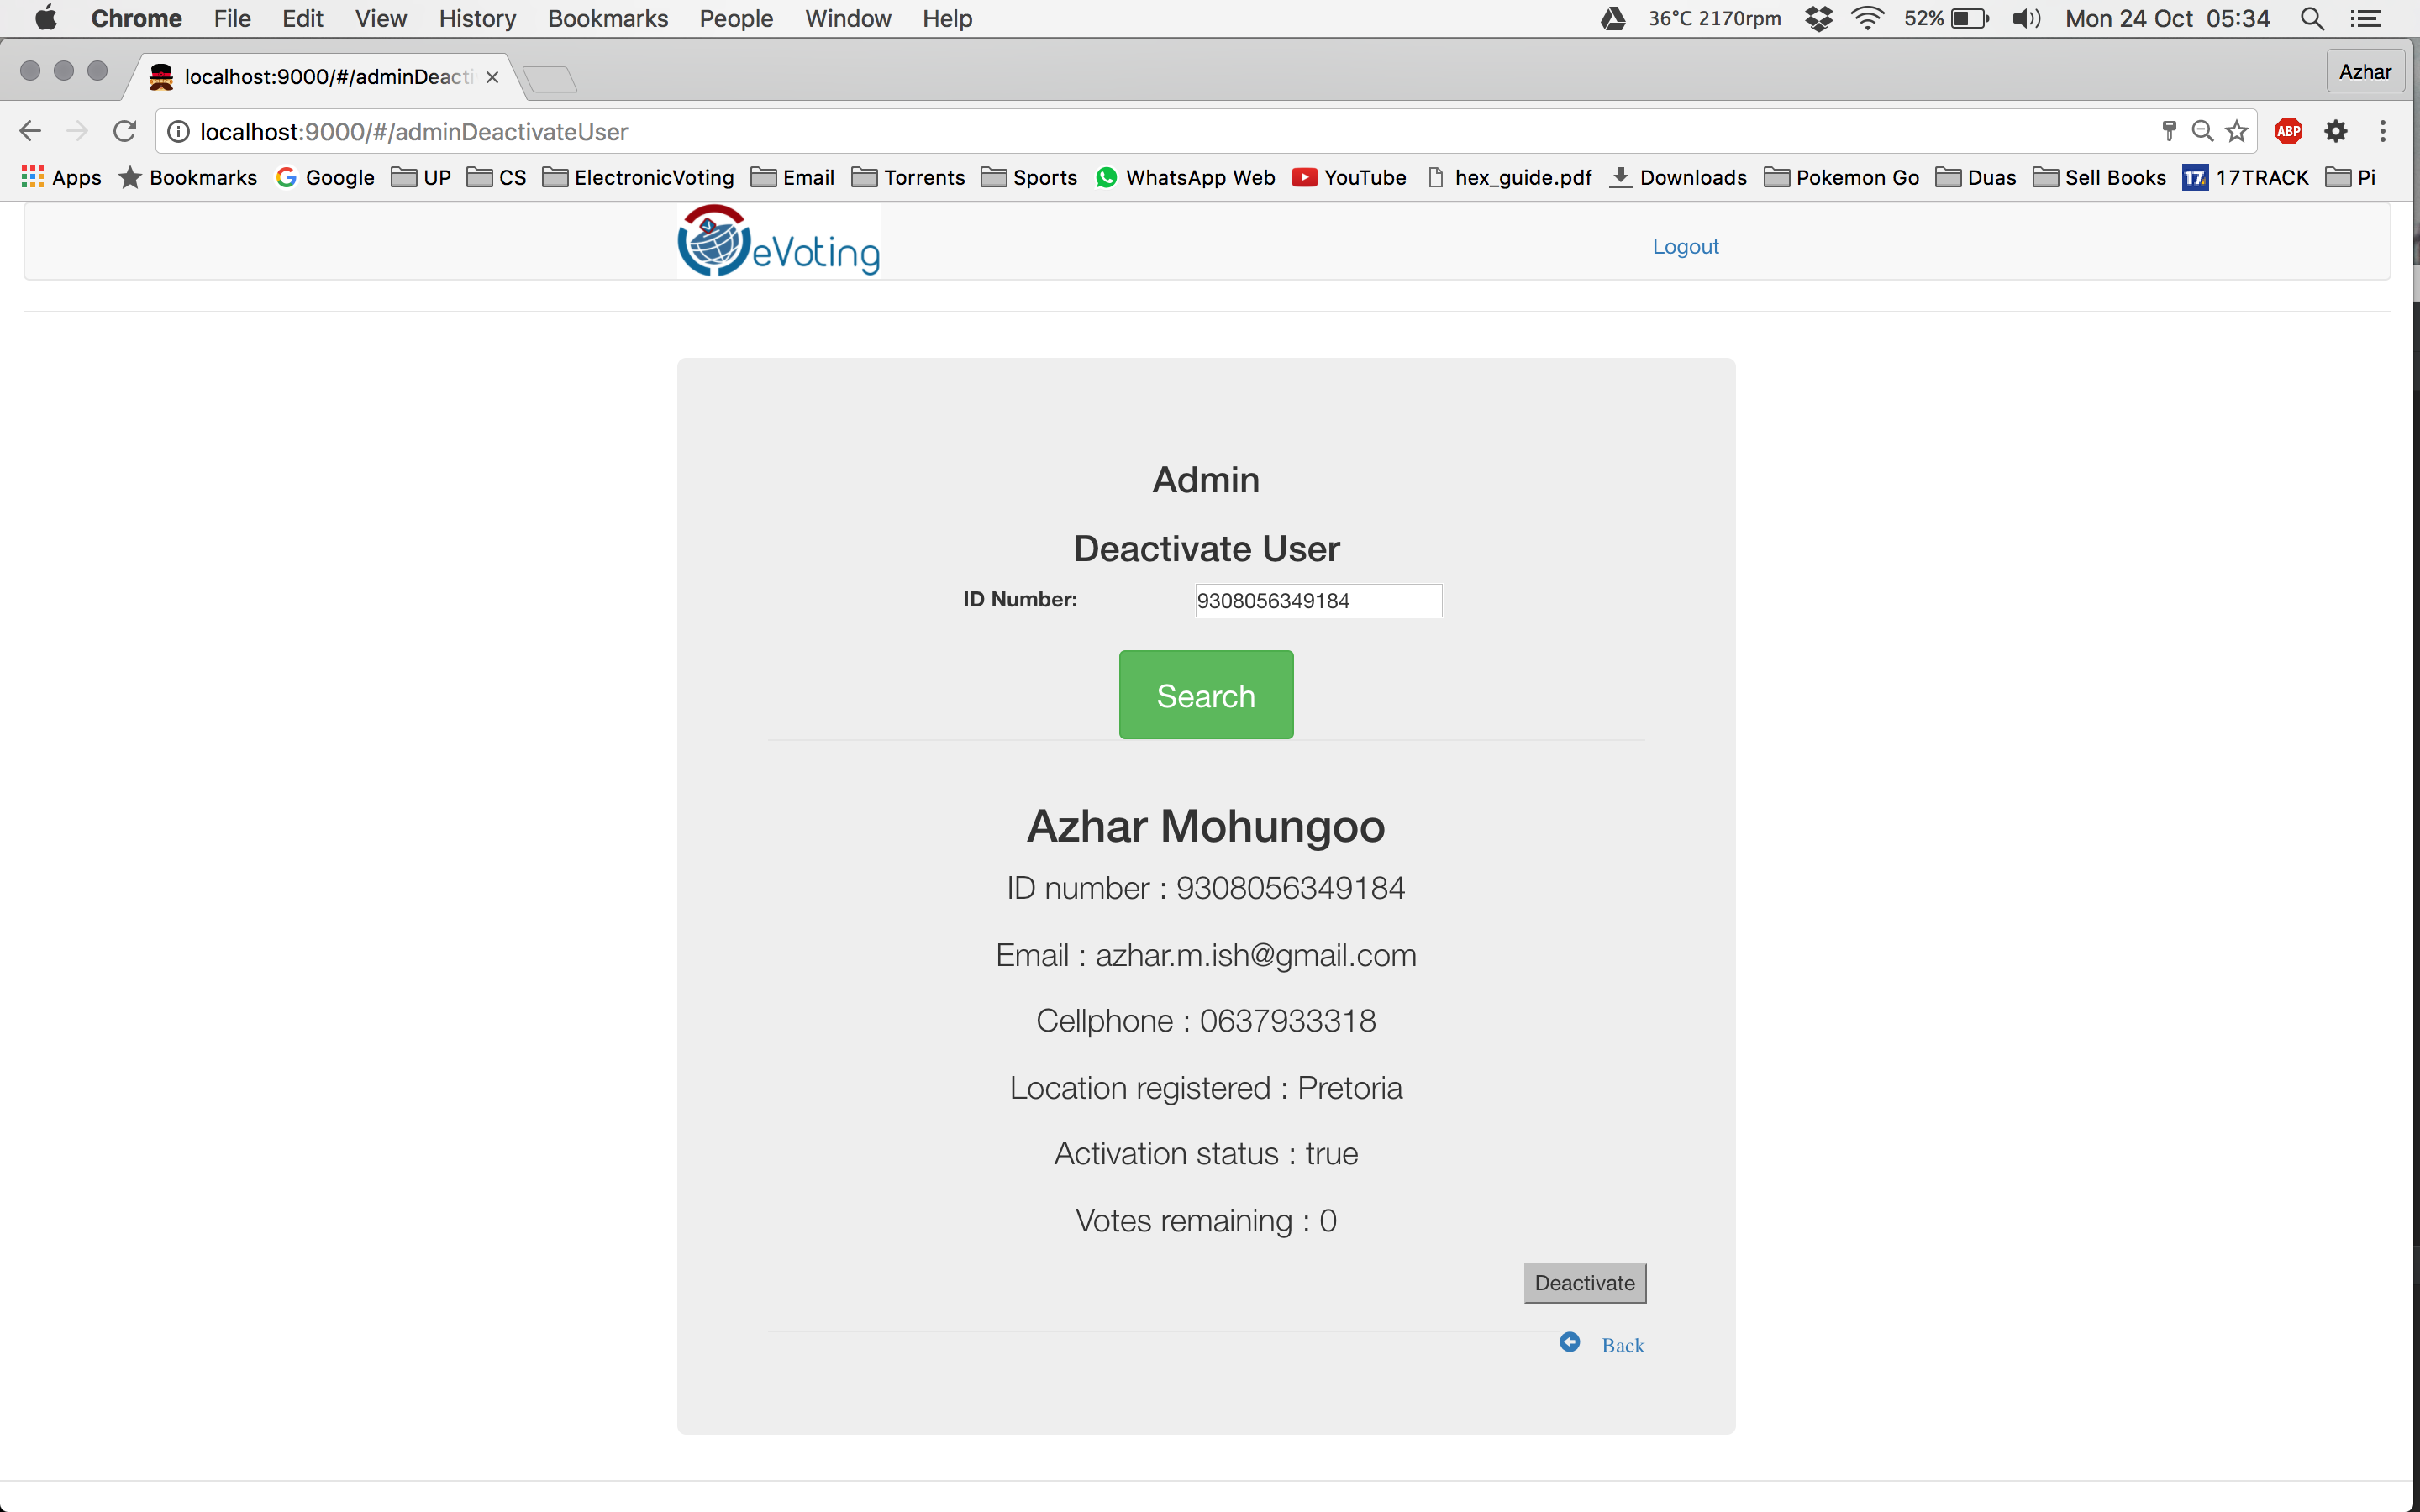 Chrome File Edit View History Bookmarks People Window Help 36°C 2170rpm 52% Mon 24 Oct 05:34
localhost:9000/#/adminDeacti Azhar
localhost:9000/#/adminDeactivateUser ABP
Apps Bookmarks Google UP CS ElectronicVoting Email Torrents Sports WhatsApp Web YouTube hex_guide.pdf Downloads Pokemon Go Duas Sell Books 17 17TRACK Pi
eVoting Logout
Admin
Deactivate User
ID Number: 9308056349184
Search
Azhar Mohungoo
ID number : 9308056349184
Email : azhar.m.ish@gmail.com
Cellphone : 0637933318
Location registered : Pretoria
Activation status : true
Votes remaining : 0
Deactivate
Back